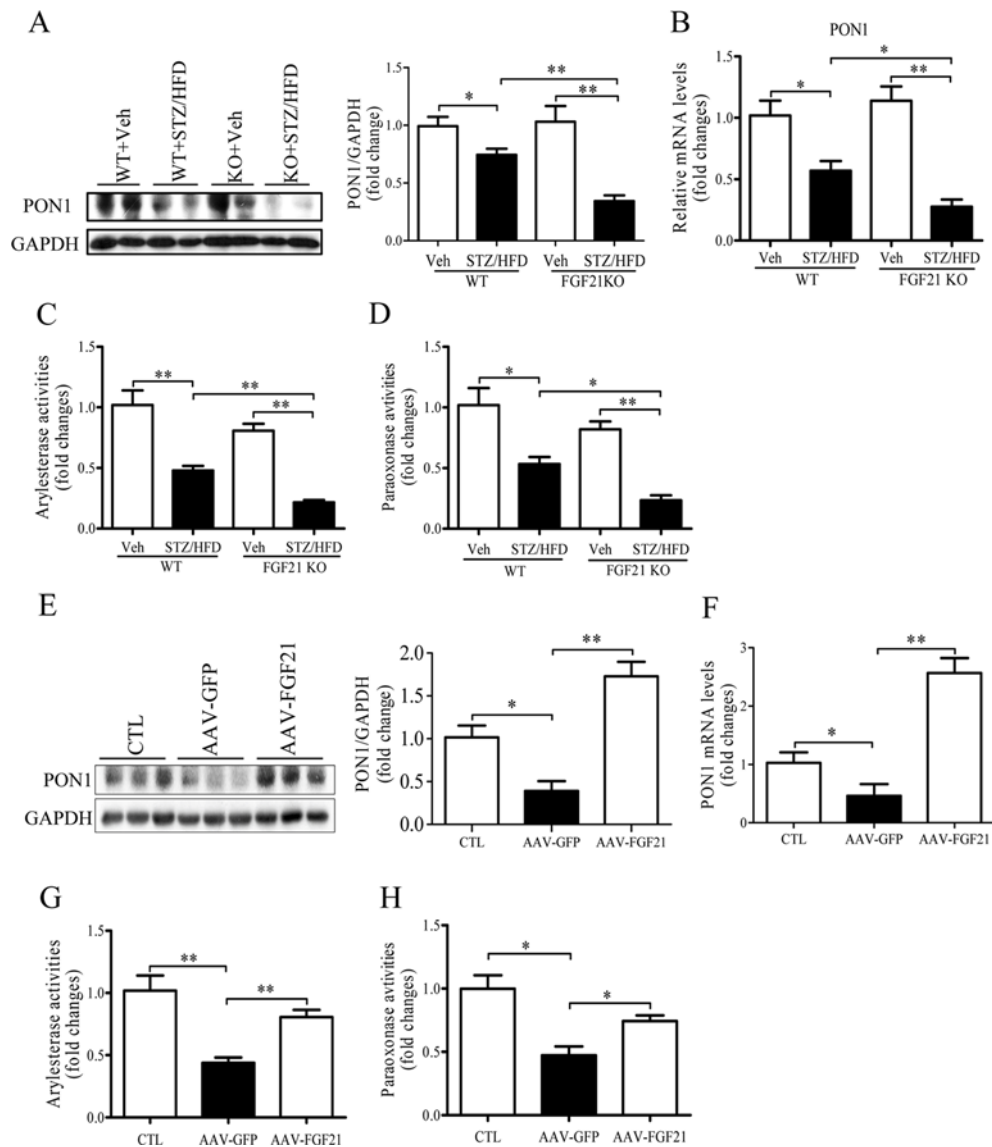 A
WT+Veh
WT+STZ/HFD
KO+Veh
KO+STZ/HFD
PON1
GAPDH
PON1/GAPDH
(fold change)
1.5
1.0
0.5
0.0
*
**
**
Veh STZ/HFD Veh STZ/HFD
WT FGF21KO
B
PON1
Relative mRNA levels
(fold changes)
1.5
1.0
0.5
0.0
*
*
**
Veh STZ/HFD Veh STZ/HFD
WT FGF21 KO
C
Arylesterase activities
(fold changes)
1.5
1.0
0.5
0.0
**
**
**
Veh STZ/HFD Veh STZ/HFD
WT FGF21 KO
D
Paraoxonase avtivities
(fold changes)
1.5
1.0
0.5
0.0
*
*
**
Veh STZ/HFD Veh STZ/HFD
WT FGF21 KO
E
CTL
AAV-GFP
AAV-FGF21
PON1
GAPDH
PON1/GAPDH
(fold change)
2.0
1.5
1.0
0.5
0.0
*
**
CTL AAV-GFP AAV-FGF21
F
PON1 mRNA levels
(fold changes)
3
2
1
0
*
**
CTL AAV-GFP AAV-FGF21
G
Arylesterase activities
(fold changes)
1.5
1.0
0.5
0.0
**
**
CTL AAV-GFP AAV-FGF21
H
Paraoxonase avtivities
(fold changes)
1.5
1.0
0.5
0.0
*
*
CTL AAV-GFP AAV-FGF21